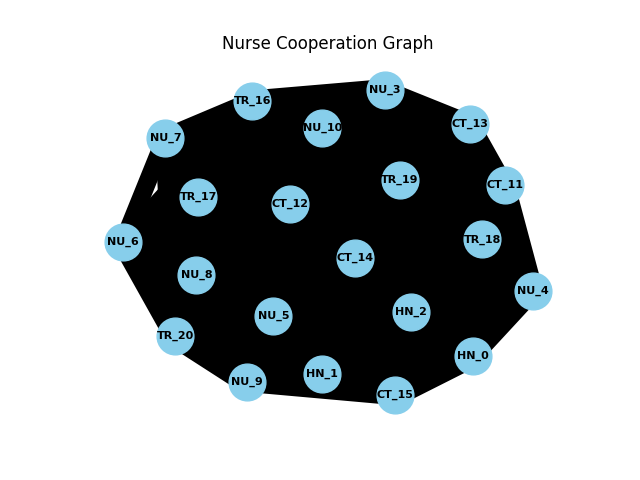 Nurse Cooperation Graph
NU_3
TR_16
CT_13
NU_10
NU_7
TR_19
CT_11
TR_17
CT_12
TR_18
NU_6
CT_14
NU_8
NU_4
HN_2
NU_5
TR_20
HN_0
HN_1
NU_9
CT_15